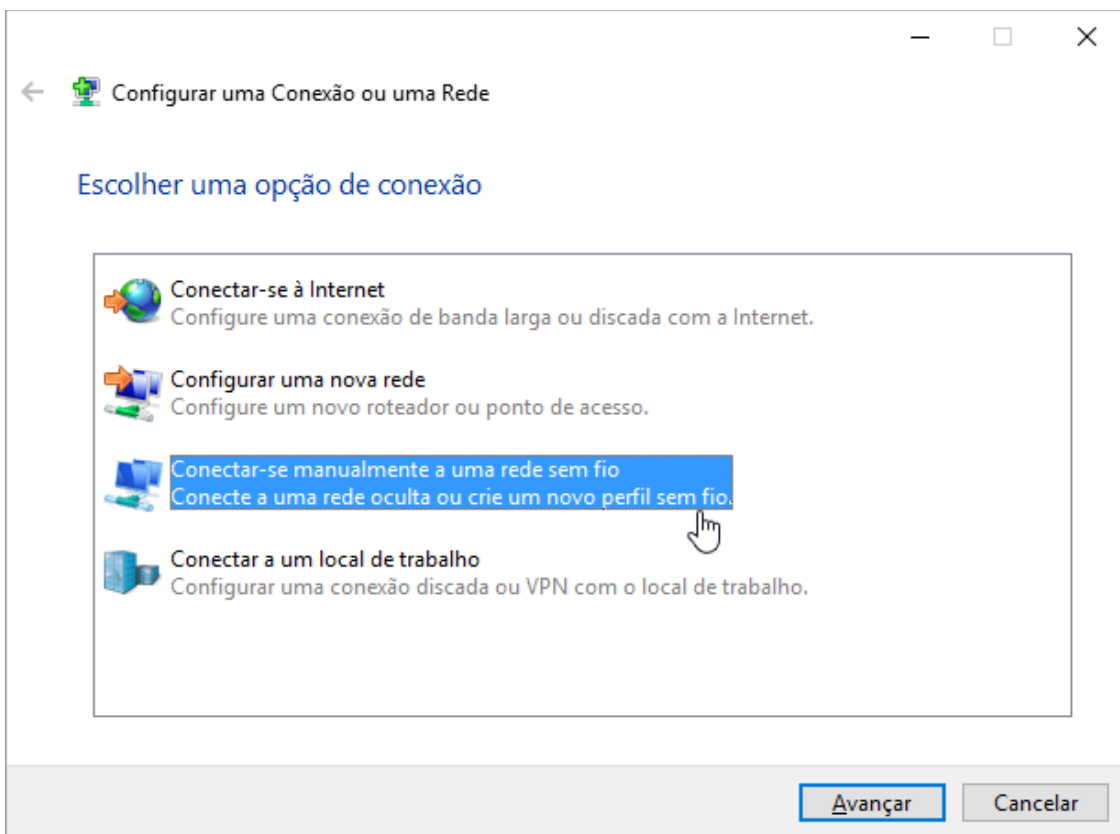 Configurar uma Conexão ou uma Rede
Escolher uma opção de conexão
Conectar-se à Internet
Configure uma conexão de banda larga ou discada com a Internet.
Configurar uma nova rede
Configure um novo roteador ou ponto de acesso.
Conectar-se manualmente a uma rede sem fio
Conecte a uma rede oculta ou crie um novo perfil sem fio.
Conectar a um local de trabalho
Configurar uma conexão discada ou VPN com o local de trabalho.
Avançar
Cancelar